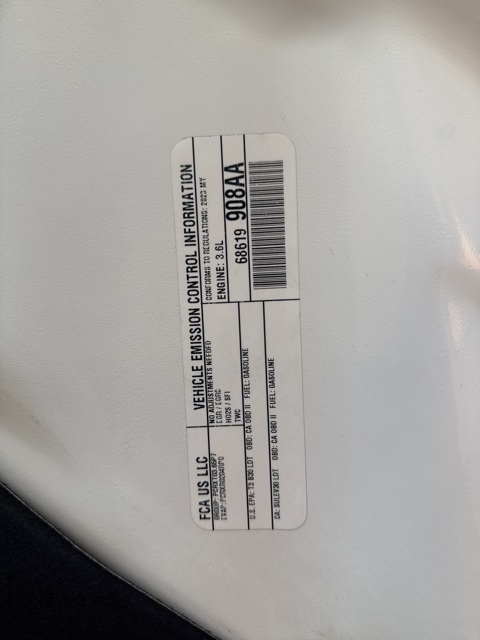 FCA US LLC
VEHICLE EMISSION CONTROL INFORMATION
GROUP:
EVAP:
NO ADJUSTMENTS NEEDED
EGR / EGRC
HO2S / SFI
TWC
CONFORMS TO REGULATIONS: 2023 MY
ENGINE: 3.6L
68619 908AA
U.S. EPA: T3 B30 LDT OBD: CA OBD II FUEL: GASOLINE
CA: SULEV30 LDT OBD: CA OBD II FUEL: GASOLINE